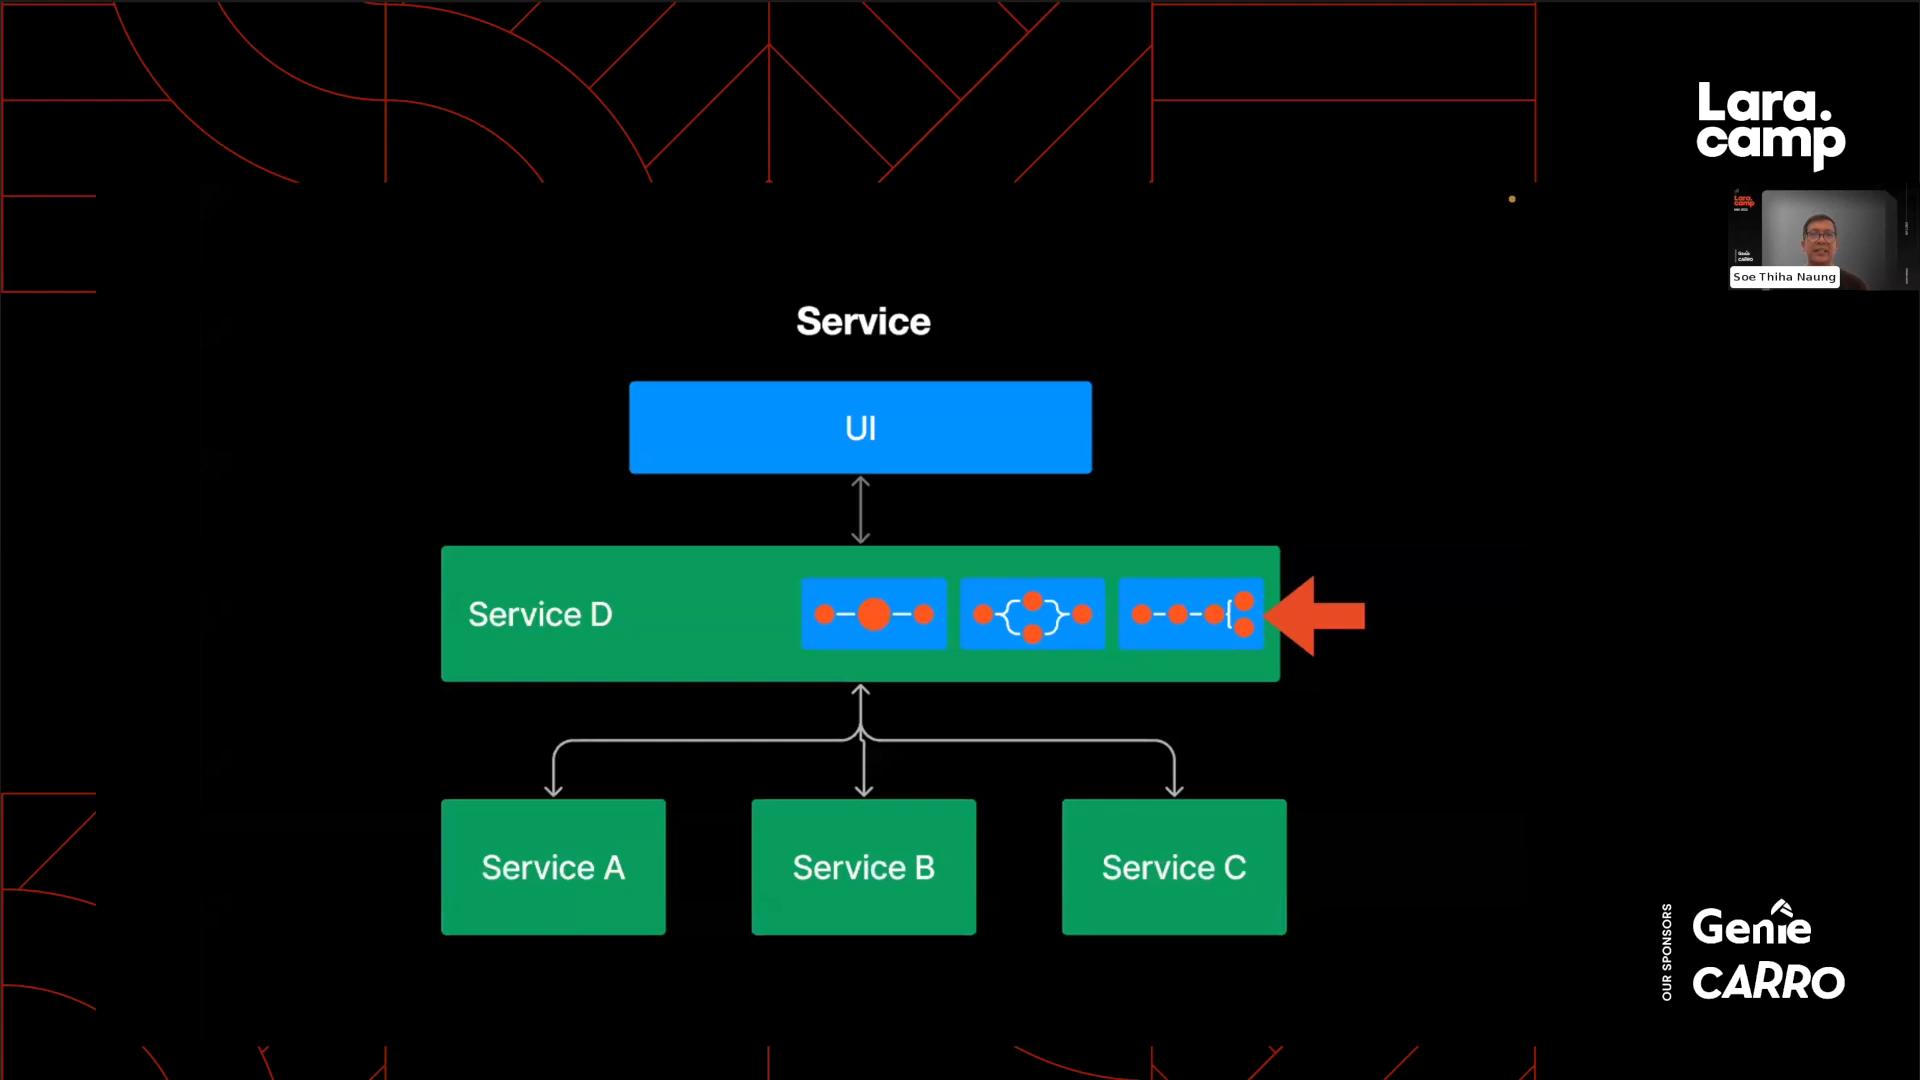 Lara.
camp
Soe Thiha Naung
Service
UI
Service D
Service A
Service B
Service C
OUR SPONSORS
Genie
CARRO